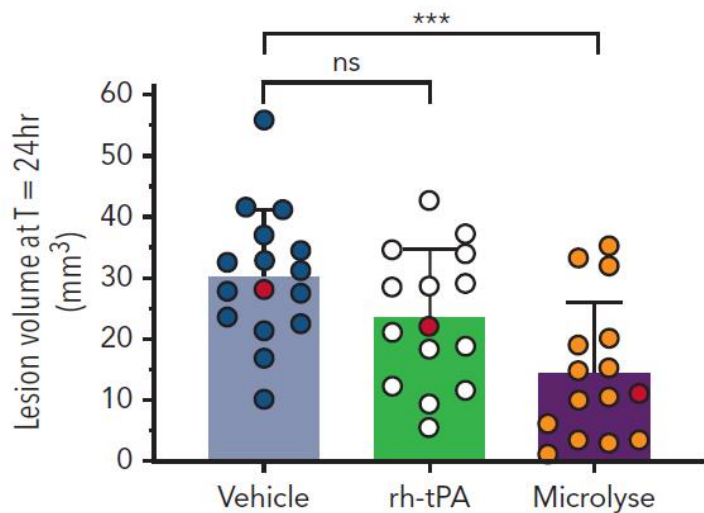 ***
ns
Lesion volume at T = 24hr
(mm³)
60
50
40
30
20
10
0
Vehicle rh-tPA Microlyse